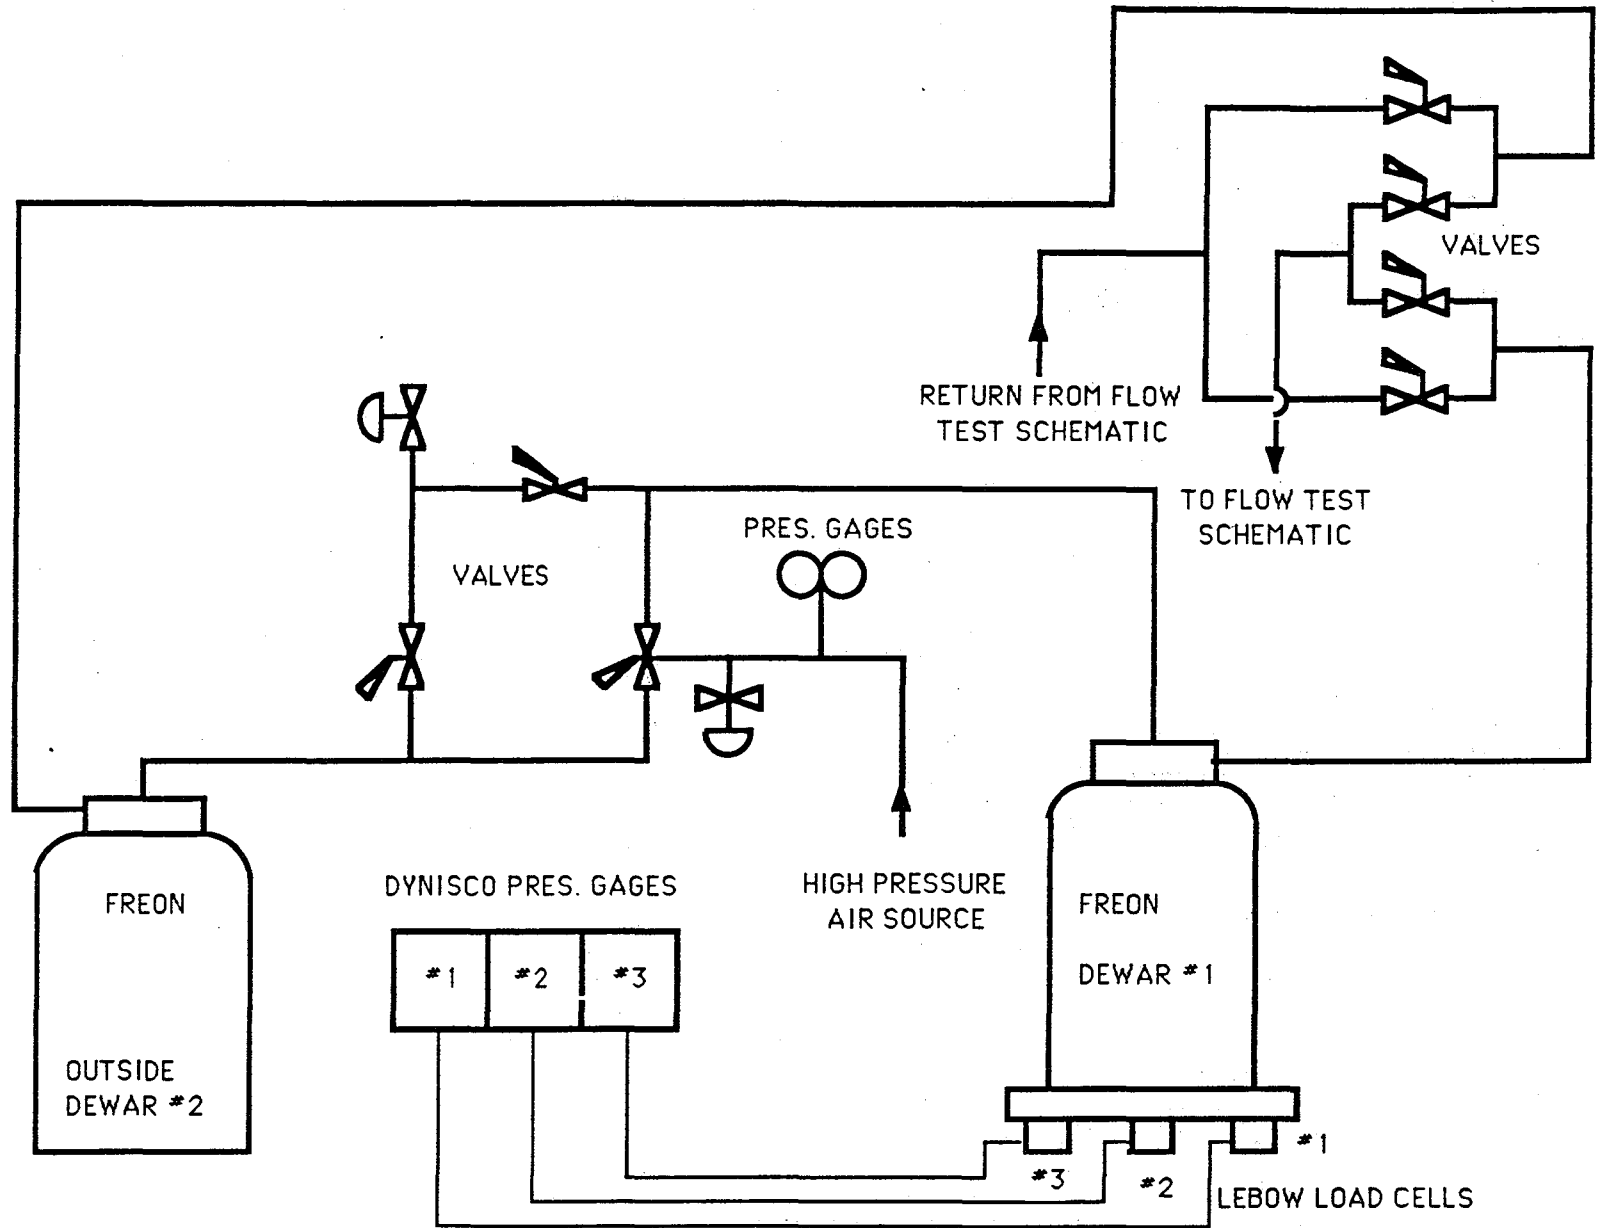 VALVES
RETURN FROM FLOW
TEST SCHEMATIC
TO FLOW TEST
SCHEMATIC
PRES. GAGES
VALVES
DYNISCO PRES. GAGES
HIGH PRESSURE
AIR SOURCE
FREON
OUTSIDE
DEWAR #2
#1
#2
#3
FREON
DEWAR #1
#1
#3
#2
LEBOW LOAD CELLS